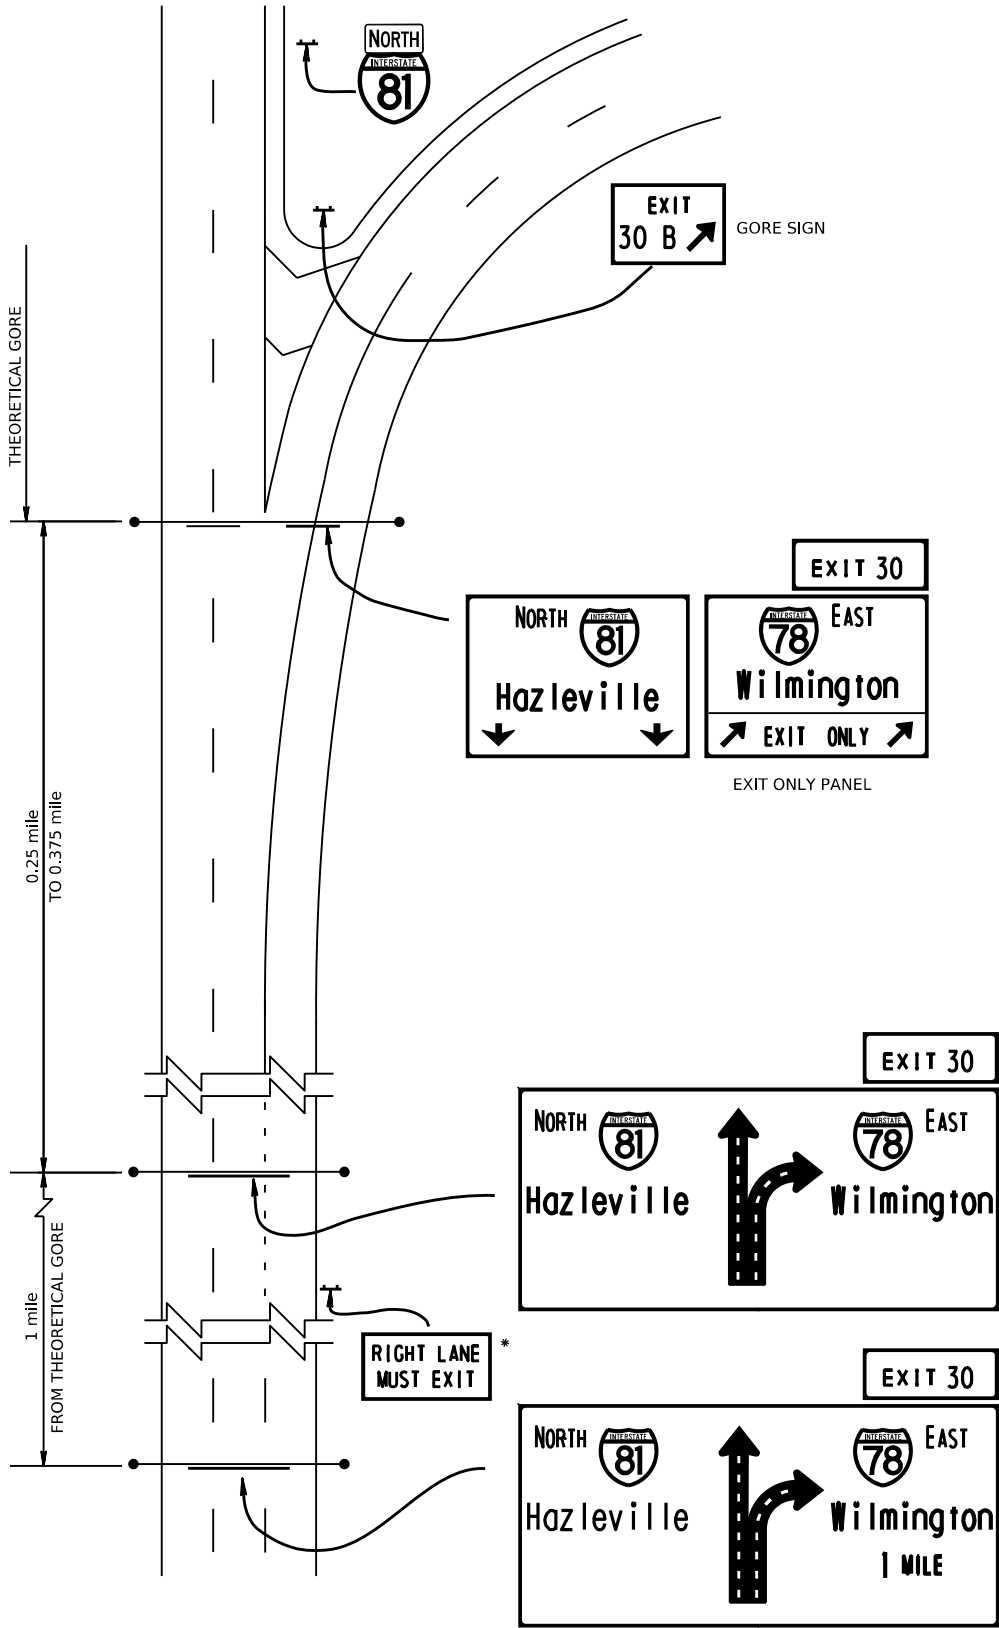 NORTH
INTERSTATE
81
EXIT
30 B
GORE SIGN
THEORETICAL GORE
EXIT 30
NORTH
INTERSTATE
81
Hazleville
INTERSTATE
78
EAST
Wilmington
EXIT ONLY
EXIT ONLY PANEL
0.25 mile
TO 0.375 mile
EXIT 30
NORTH
INTERSTATE
81
Hazleville
INTERSTATE
78
EAST
Wilmington
1 mile
FROM THEORETICAL GORE
RIGHT LANE
MUST EXIT
*
EXIT 30
NORTH
INTERSTATE
81
Hazleville
INTERSTATE
78
EAST
Wilmington
1 MILE